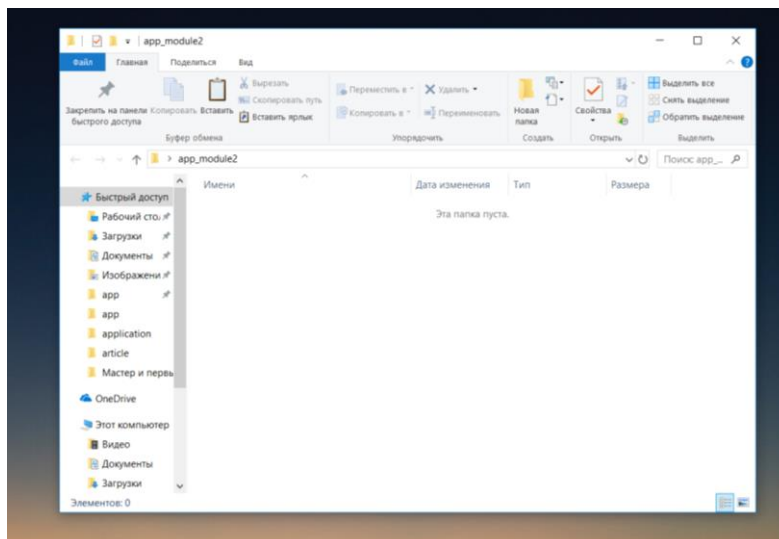 app_module2
Файл Главная Поделиться Вид
Закрепить на панели быстрого доступа
Копировать
Вставить
Вырезать
Скопировать путь
Вставить ярлык
Переместить в
Копировать в
Удалить
Переименовать
Новая папка
Свойства
Выделить все
Снять выделение
Обратить выделение
Буфер обмена Упорядочить Создать Открыть Выделить
app_module2
Поиск: app_...
Имени Дата изменения Тип Размера
Эта папка пуста.
Быстрый доступ
Рабочий сто
Загрузки
Документы
Изображени
app
app
application
article
Мастер и первь
OneDrive
Этот компьютер
Видео
Документы
Загрузки
Элементов: 0